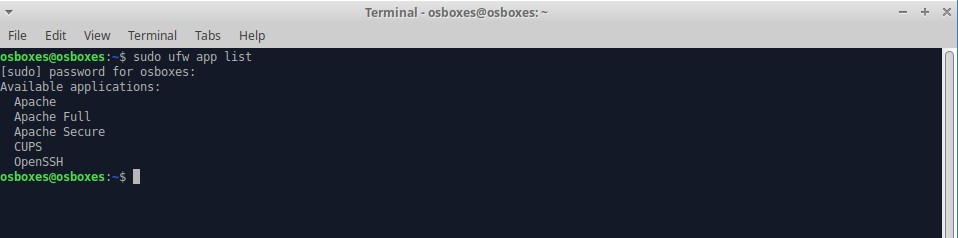 Terminal - osboxes@osboxes: ~
File Edit View Terminal Tabs Help
osboxes@osboxes:~$ sudo ufw app list
[sudo] password for osboxes:
Available applications:
  Apache
  Apache Full
  Apache Secure
  CUPS
  OpenSSH
osboxes@osboxes:~$